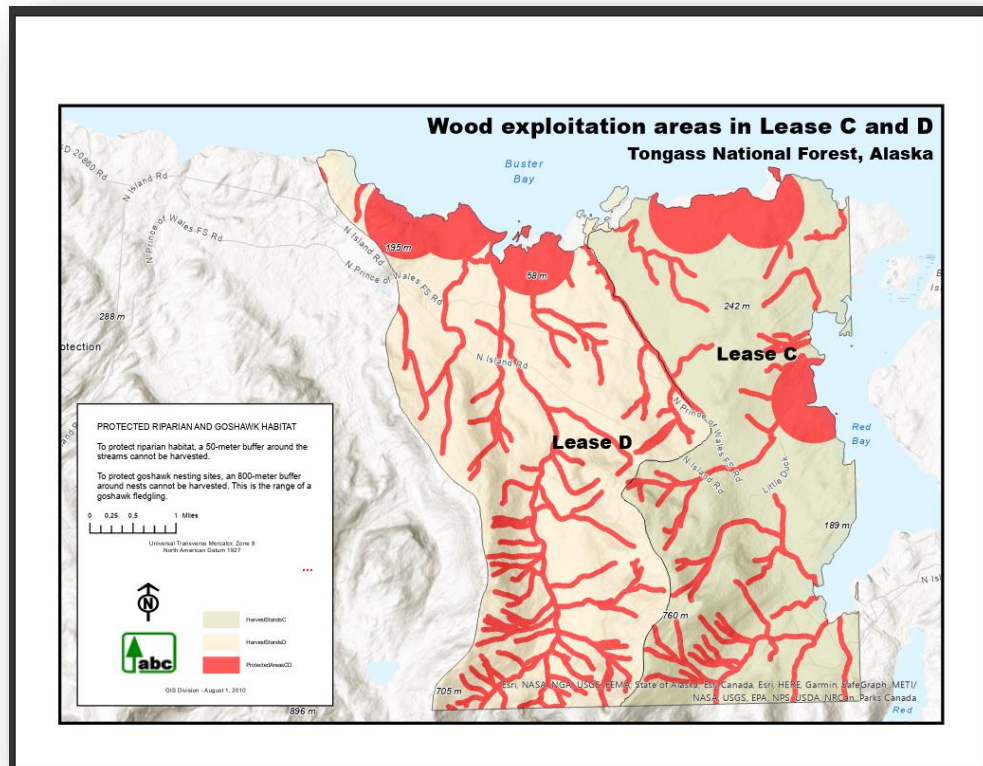 Wood exploitation areas in Lease C and D
Tongass National Forest, Alaska
Buster
Bay
N Island Rd
N Prince of Wales FS Rd
N Island Rd
195 m
N Prince of Wales FS Rd
58 m
242 m
288 m
otection
N Island Rd
Lease C
N Prince of Wales FS Rd
Lease D
Red
Bay
N Island Rd
189 m
760 m
705 m
896 m
Red
PROTECTED RIPARIAN AND GOSHAWK HABITAT
To protect riparian habitat, a 50-meter buffer around the
streams cannot be harvested.
To protect goshawk nesting sites, an 800-meter buffer
around nests cannot be harvested. This is the range of a
goshawk fledgling.
0 0,25 0,5 1 Miles
Universal Transverse Mercator, Zone 8
North American Datum 1927
...
N
abc
HarvestStandsC
HarvestStandsD
ProtectedAreasCD
GIS Division - August 1, 2010
Esri, NASA, NGA, USGS, FEMA, State of Alaska, Esri Canada, Esri, HERE, Garmin, SafeGraph, METI/
NASA, USGS, EPA, NPS, USDA, NRCan, Parks Canada